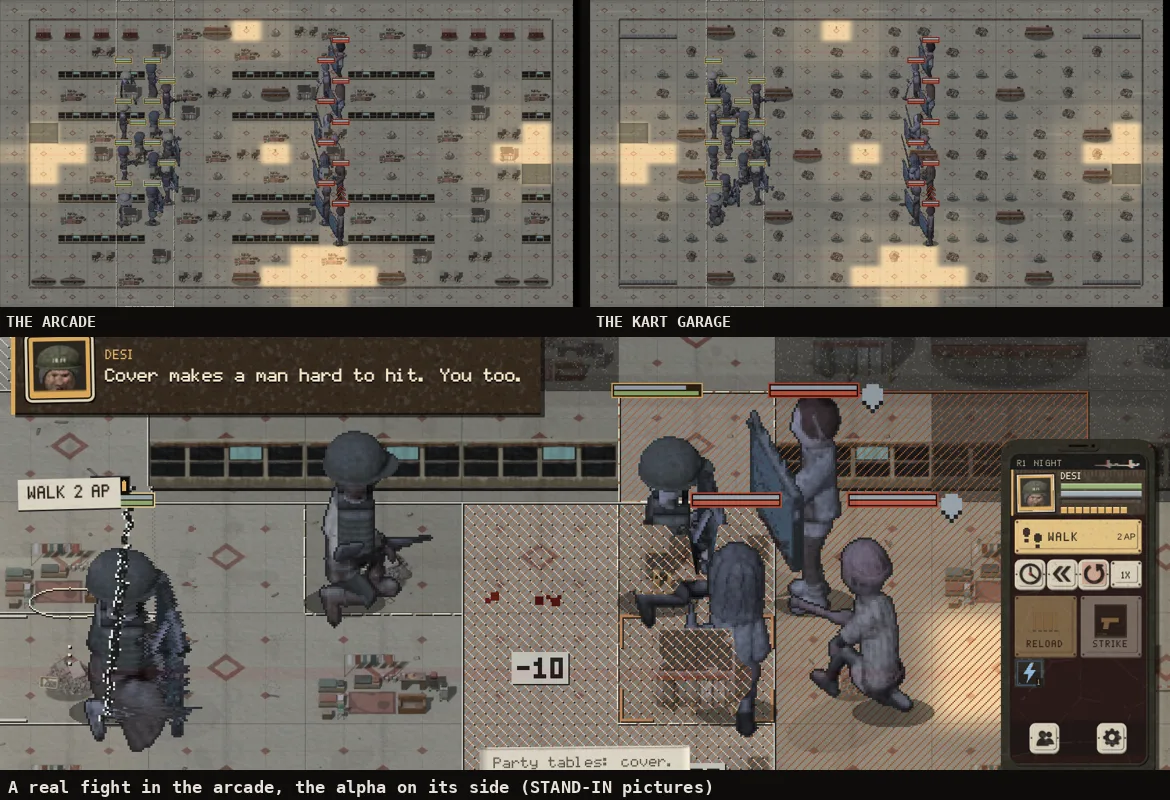 THE ARCADE
THE KART GARAGE
DESI
Cover makes a man hard to hit. You too.
WALK 2 AP
-10
Party tables: cover.
R1 NIGHT
DESI
WALK 2AP
1X
RELOAD
STRIKE
A real fight in the arcade, the alpha on its side (STAND-IN pictures)